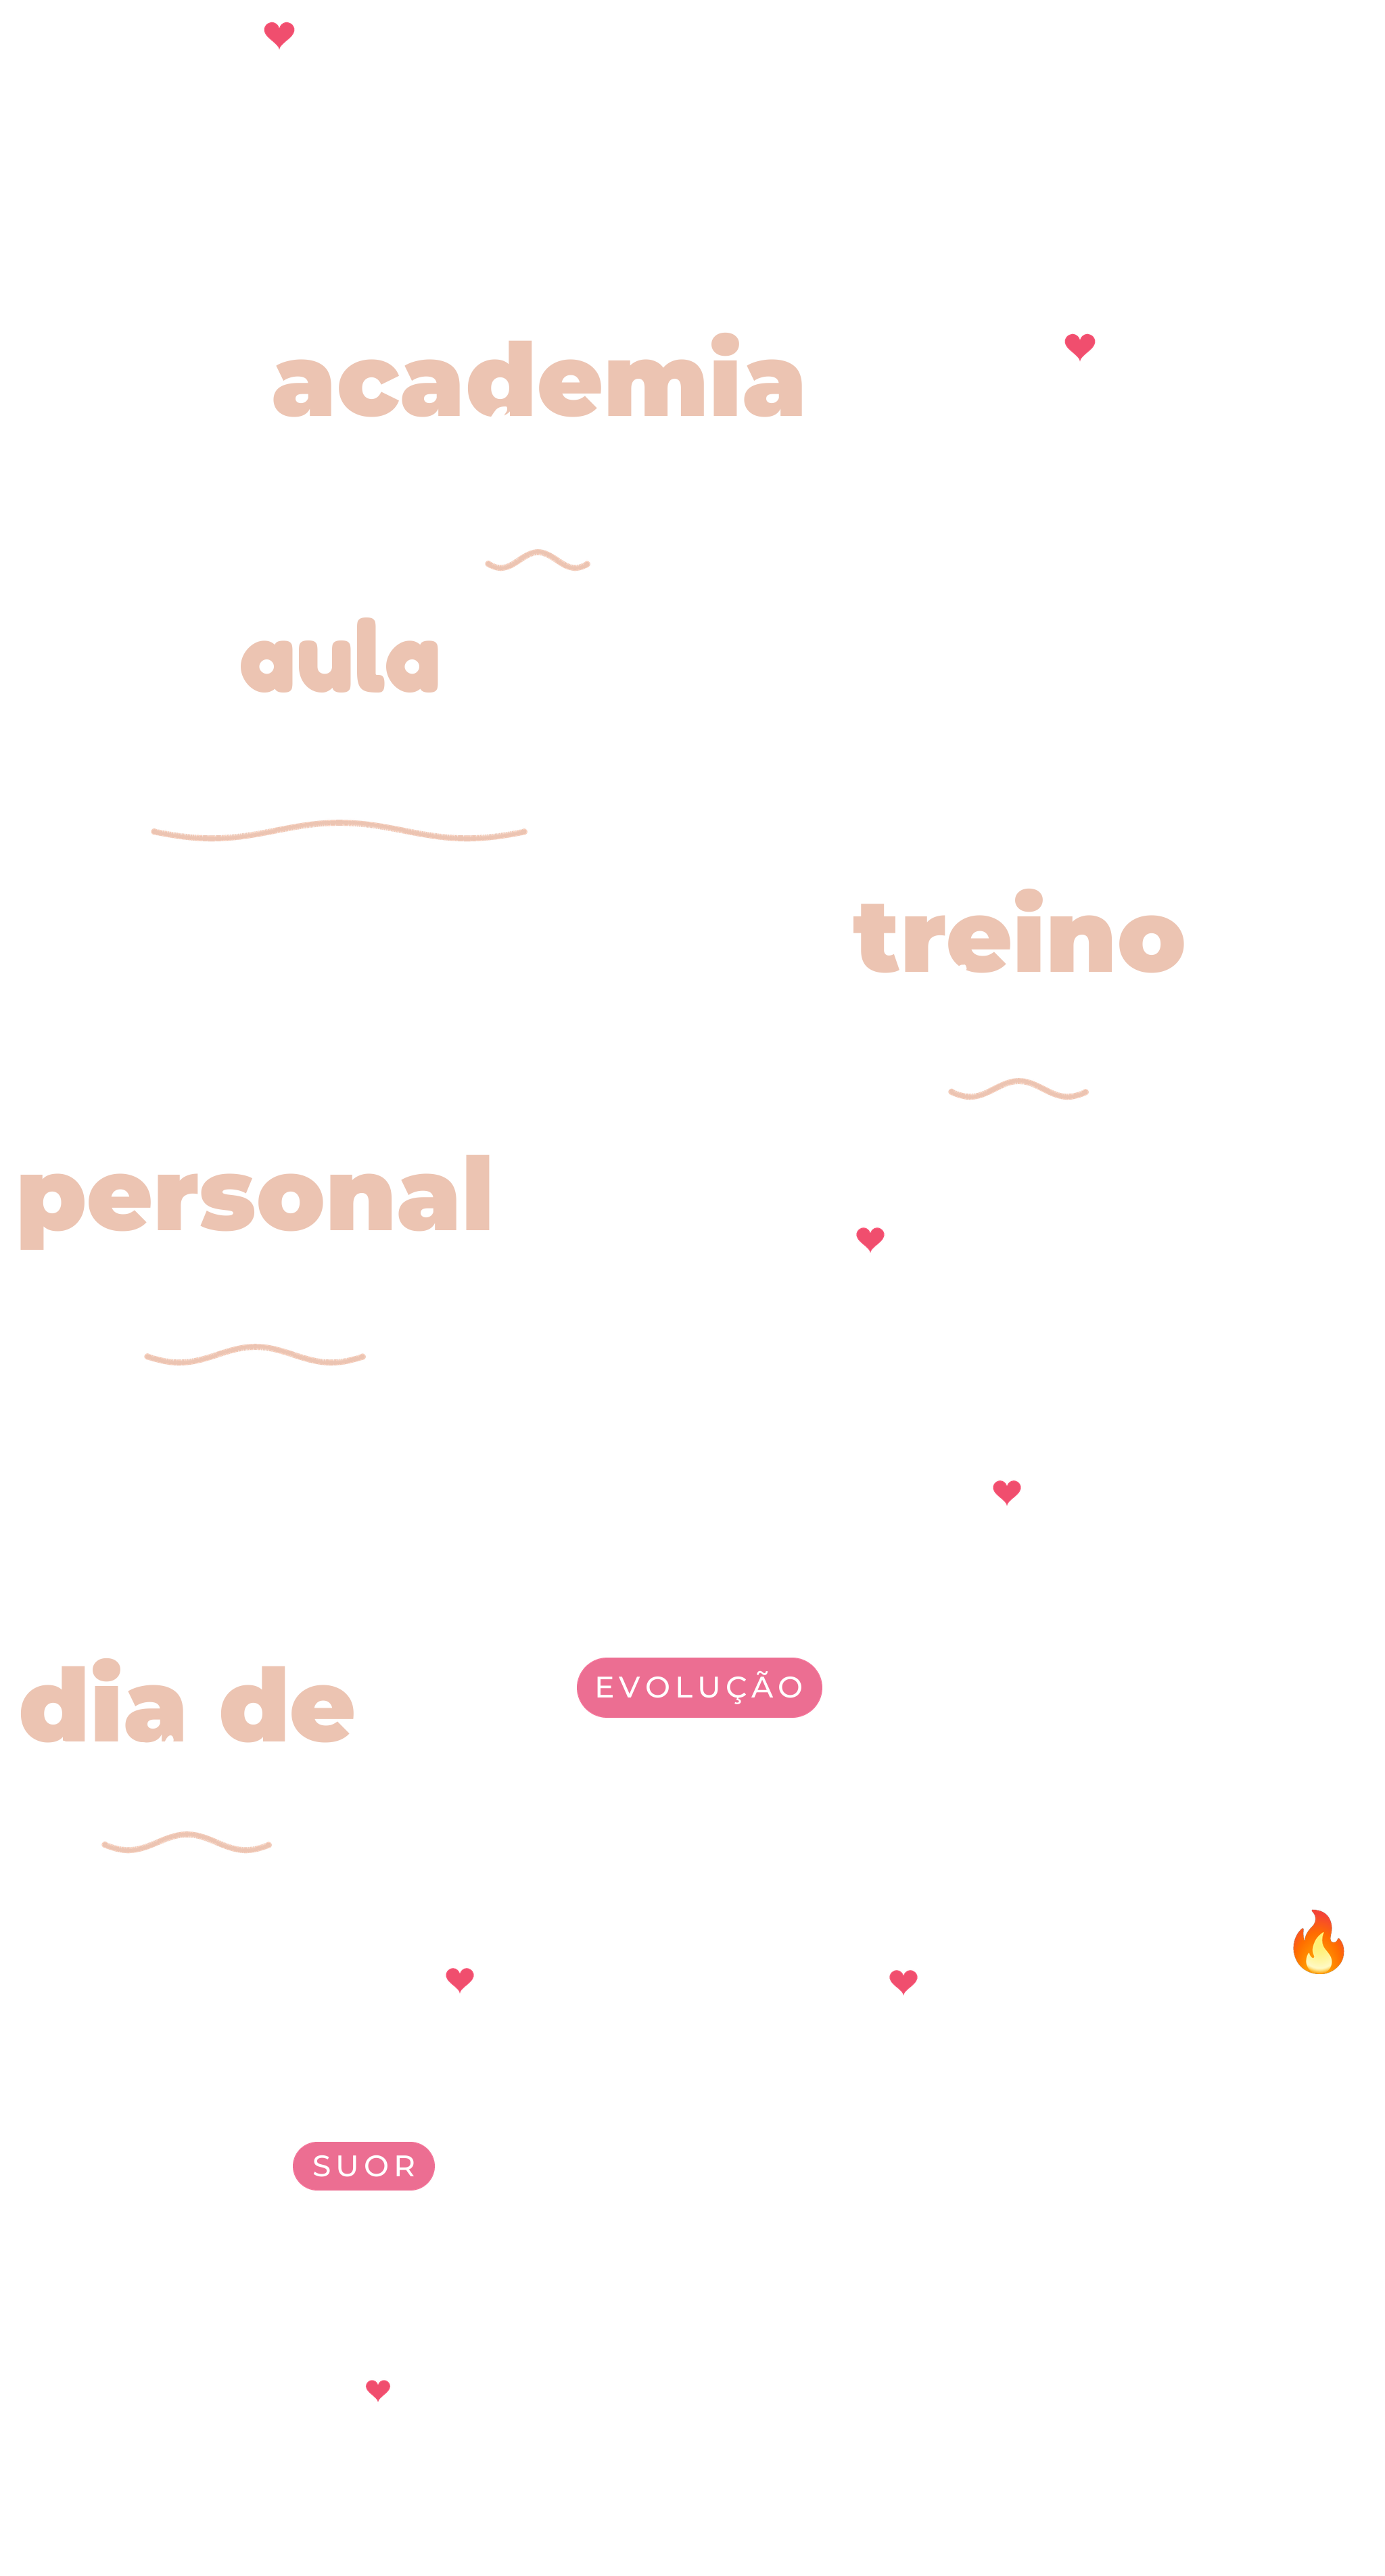 academia
aula
treino
personal
EVOLUÇÃO
dia de
SUOR